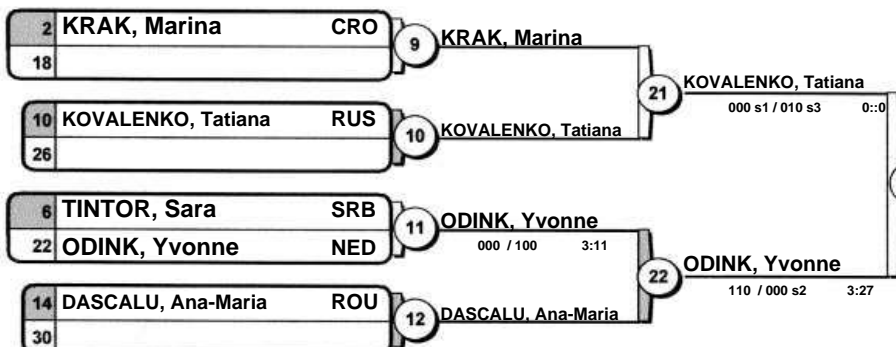 2 KRAK, Marina CRO
18
9
KRAK, Marina
10 KOVALENKO, Tatiana RUS
26
10
KOVALENKO, Tatiana
21
KOVALENKO, Tatiana
000 s1 / 010 s3 0::0
6 TINTOR, Sara SRB
22 ODINK, Yvonne NED
11
ODINK, Yvonne
000 / 100 3:11
14 DASCALU, Ana-Maria ROU
30
12
DASCALU, Ana-Maria
22
ODINK, Yvonne
110 / 000 s2 3:27